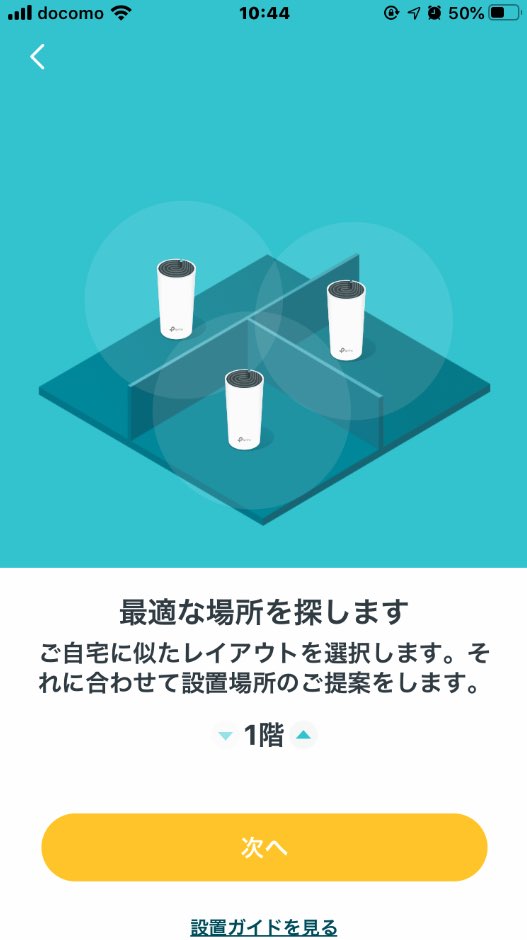 docomo 10:44 50%
最適な場所を探します
ご自宅に似たレイアウトを選択します。そ
れに合わせて設置場所のご提案をします。
1階
次へ
設置ガイドを見る